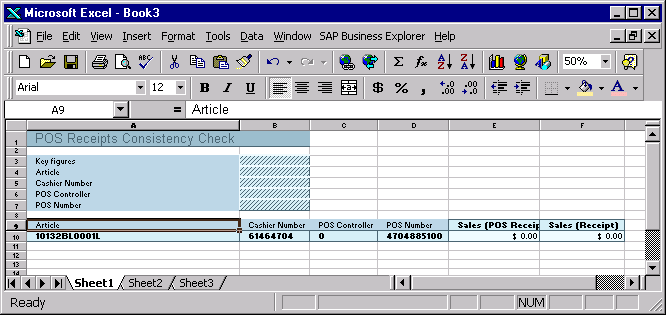 Microsoft Excel - Book3
File Edit View Insert Format Tools Data Window SAP Business Explorer Help
50%
Arial 12 B I U $ % ,
A9 = Article
A B C D E F
1 POS Receipts Consistency Check
2
3 Key figures
4 Article
5 Cashier Number
6 POS Controller
7 POS Number
8
9 Article Cashier Number POS Controller POS Number Sales (POS Receip Sales (Receipt)
10 10132BL0001L 61464704 0 4704885100 $ 0.00 $ 0.00
11
12
13
14
Sheet1 Sheet2 Sheet3
Ready NUM